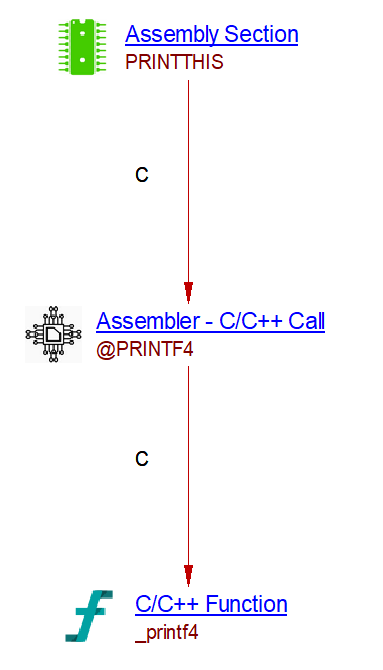 Assembly Section
PRINTTHIS
C
Assembler - C/C++ Call
@PRINTF4
C
C/C++ Function
_printf4